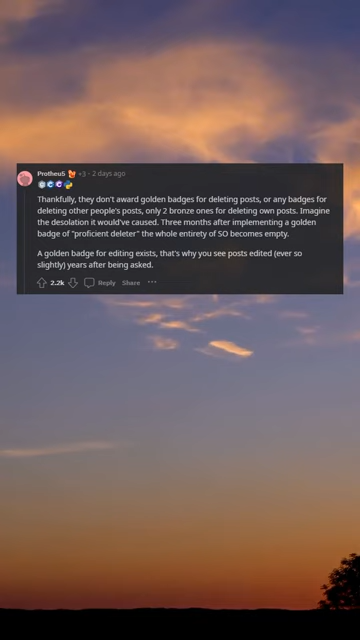 Protheu5 +3 · 2 days ago
Thankfully, they don't award golden badges for deleting posts, or any badges for
deleting other people's posts, only 2 bronze ones for deleting own posts. Imagine
the desolation it would've caused. Three months after implementing a golden
badge of "proficient deleter" the whole entirety of SO becomes empty.
A golden badge for editing exists, that's why you see posts edited (ever so
slightly) years after being asked.
2.2k Reply Share ···